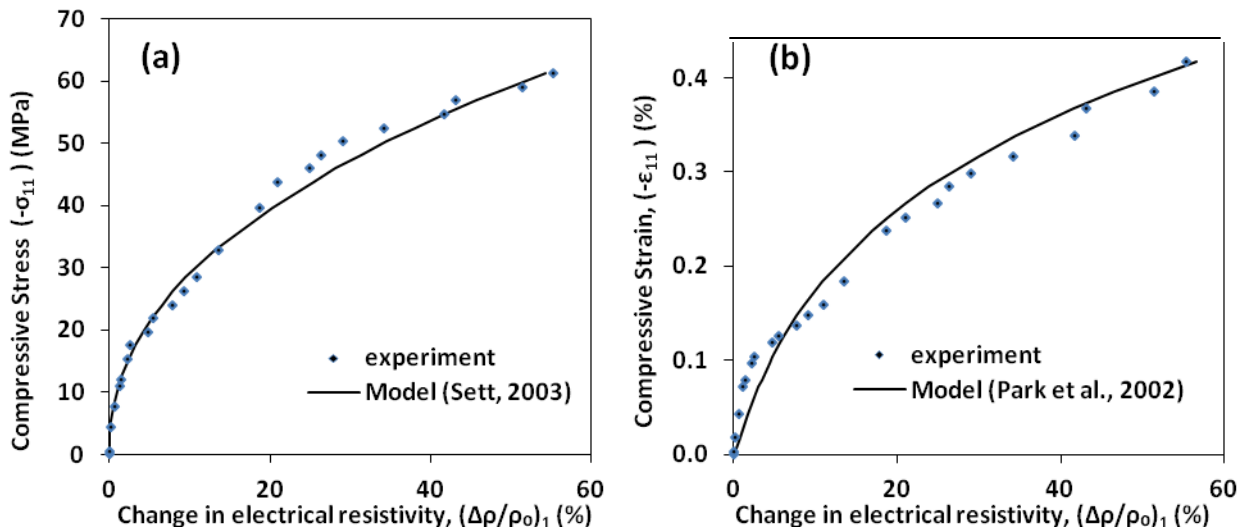 (a)
Compressive Stress (-σ₁₁ ) (MPa)
70
60
50
40
30
20
10
0
experiment
Model (Sett, 2003)
0 20 40 60
Change in electrical resistivity, (Δρ/ρ₀)₁ (%)
(b)
Compressive Strain, (-ε₁₁ ) (%)
0.4
0.3
0.2
0.1
0.0
experiment
Model (Park et al., 2002)
0 20 40 60
Change in electrical resistivity, (Δρ/ρ₀)₁ (%)